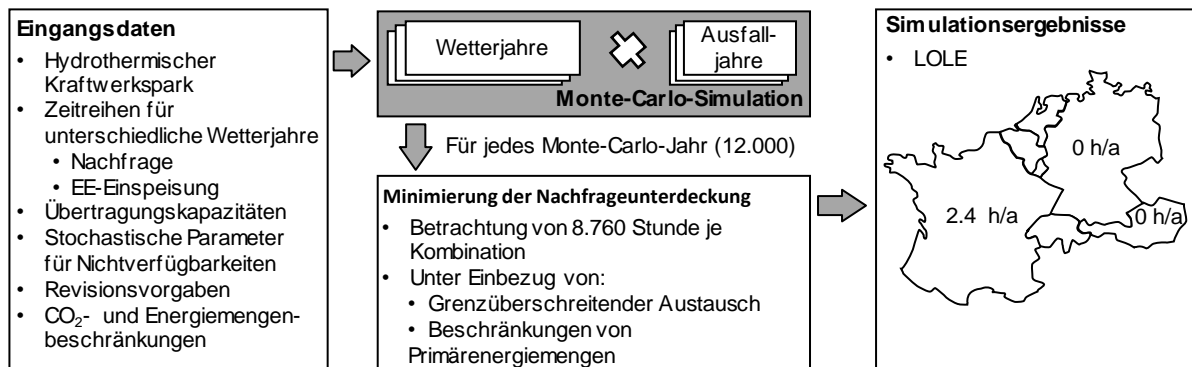 Eingangsdaten
• Hydrothermischer
Kraftwerkspark
• Zeitreihen für
unterschiedliche Wetterjahre
• Nachfrage
• EE-Einspeisung
• Übertragungskapazitäten
• Stochastische Parameter
für Nichtverfügbarkeiten
• Revisionsvorgaben
• CO₂- und Energiemengen-
beschränkungen
Wetterjahre
Ausfall-
jahre
Monte-Carlo-Simulation
Für jedes Monte-Carlo-Jahr (12.000)
Minimierung der Nachfrageunterdeckung
• Betrachtung von 8.760 Stunde je
Kombination
• Unter Einbezug von:
• Grenzüberschreitender Austausch
• Beschränkungen von
Primärenergiemengen
Simulationsergebnisse
• LOLE
0 h/a
2.4 h/a
0 h/a